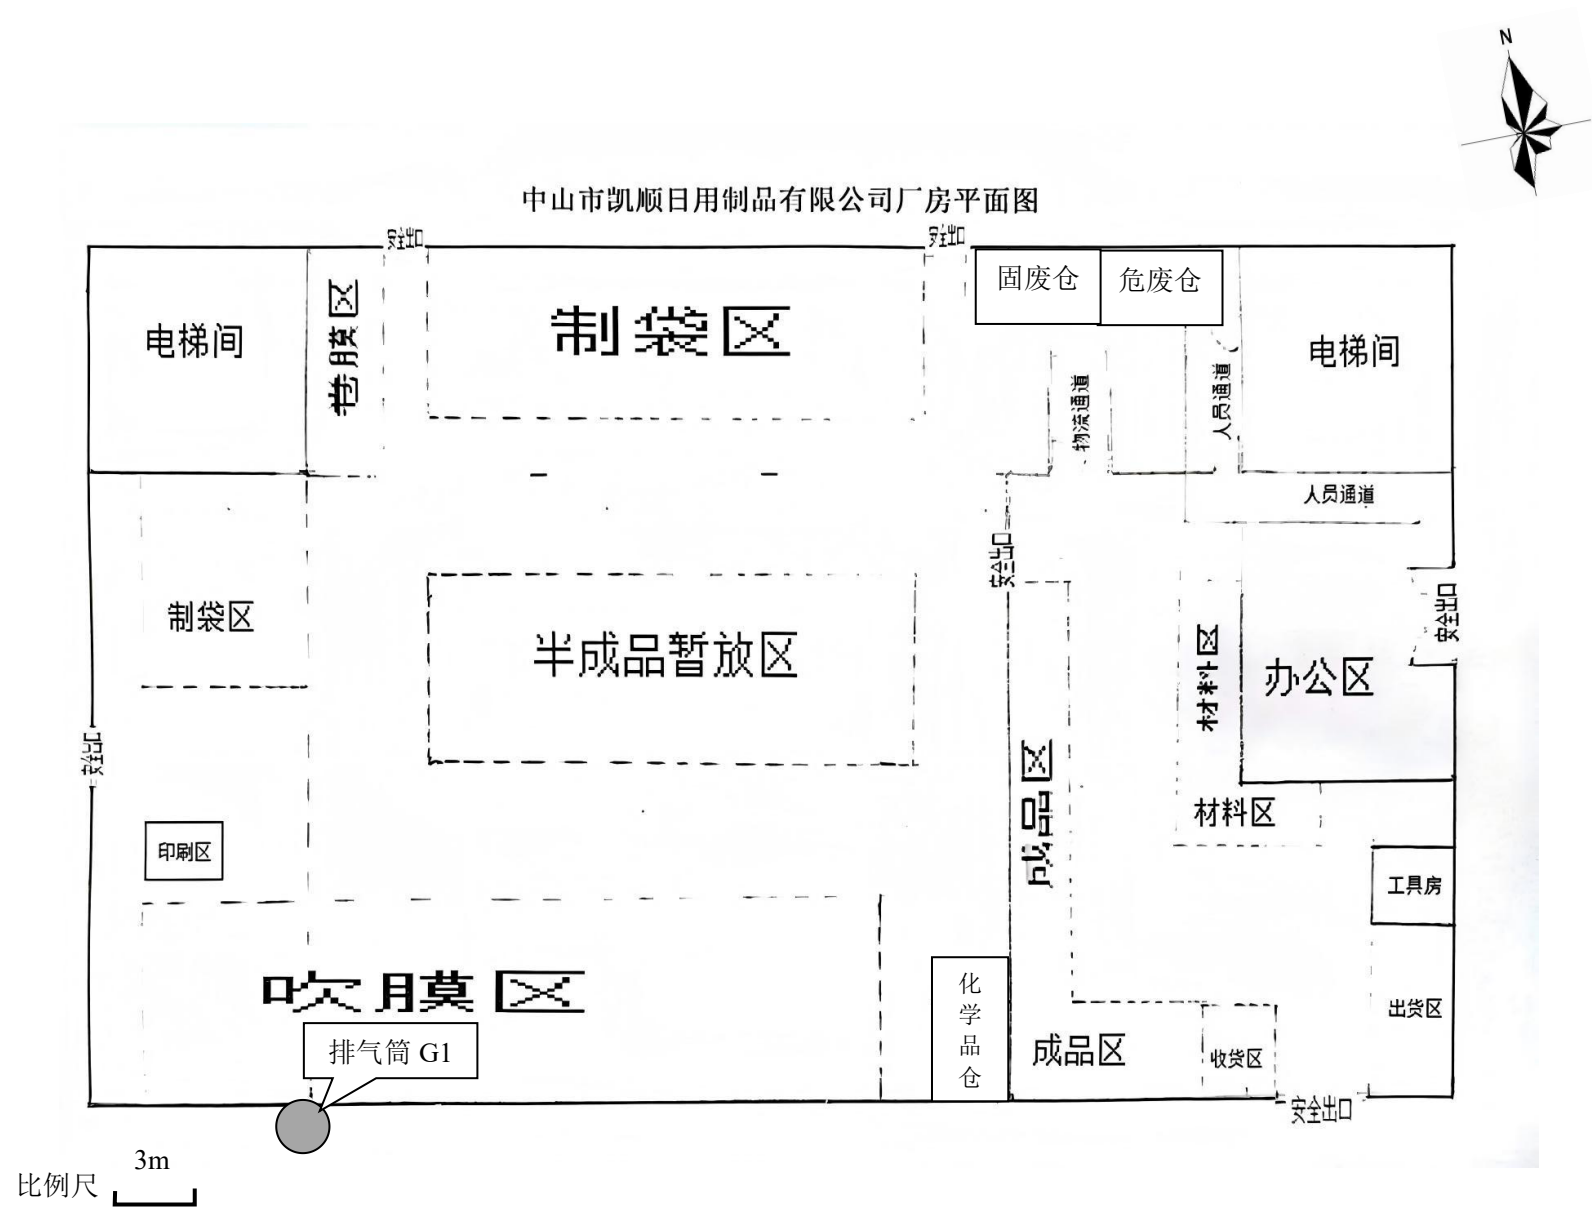 N
中山市凯顺日用制品有限公司厂房平面图
安全出口
安全出口
固废仓
危废仓
电梯间
卷膜区
制袋区
物流通道
人员通道
电梯间
人员通道
安全出口
制袋区
半成品暂放区
材料区
办公区
安全出口
安全出口
成品区
材料区
印刷区
工具房
吹膜区
化学品仓
出货区
排气筒 G1
成品区
收货区
安全出口
3m
比例尺